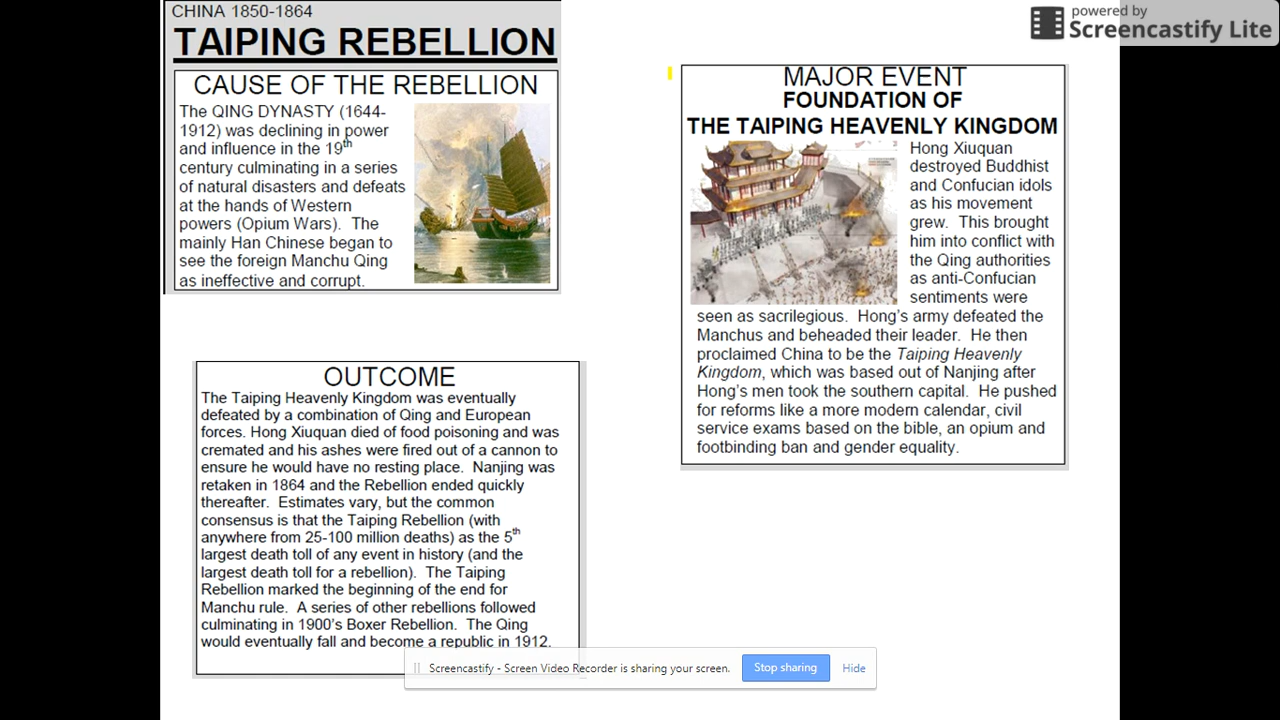 CHINA 1850-1864
TAIPING REBELLION
CAUSE OF THE REBELLION
The QING DYNASTY (1644-
1912) was declining in power
and influence in the 19th
century culminating in a series
of natural disasters and defeats
at the hands of Western
powers (Opium Wars). The
mainly Han Chinese began to
see the foreign Manchu Qing
as ineffective and corrupt.
powered by
Screencastify Lite
MAJOR EVENT
FOUNDATION OF
THE TAIPING HEAVENLY KINGDOM
Hong Xiuquan
destroyed Buddhist
and Confucian idols
as his movement
grew. This brought
him into conflict with
the Qing authorities
as anti-Confucian
sentiments were
seen as sacrilegious. Hong's army defeated the
Manchus and beheaded their leader. He then
proclaimed China to be the Taiping Heavenly
Kingdom, which was based out of Nanjing after
Hong's men took the southern capital. He pushed
for reforms like a more modern calendar, civil
service exams based on the bible, an opium and
footbinding ban and gender equality.
OUTCOME
The Taiping Heavenly Kingdom was eventually
defeated by a combination of Qing and European
forces. Hong Xiuquan died of food poisoning and was
cremated and his ashes were fired out of a cannon to
ensure he would have no resting place. Nanjing was
retaken in 1864 and the Rebellion ended quickly
thereafter. Estimates vary, but the common
consensus is that the Taiping Rebellion (with
anywhere from 25-100 million deaths) as the 5th
largest death toll of any event in history (and the
largest death toll for a rebellion). The Taiping
Rebellion marked the beginning of the end for
Manchu rule. A series of other rebellions followed
culminating in 1900's Boxer Rebellion. The Qing
would eventually fall and become a republic in 1912.
Screencastify - Screen Video Recorder is sharing your screen.
Stop sharing
Hide